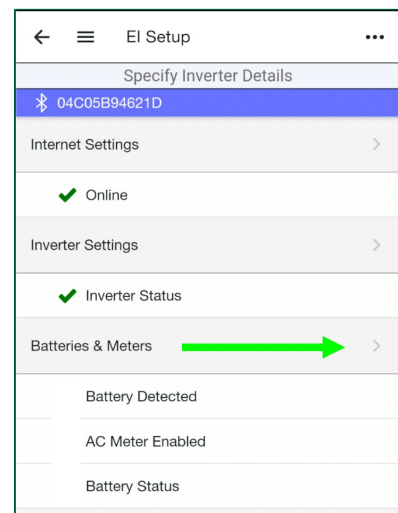 EI Setup
Specify Inverter Details
04C05B94621D
Internet Settings
Online
Inverter Settings
Inverter Status
Batteries & Meters
Battery Detected
AC Meter Enabled
Battery Status